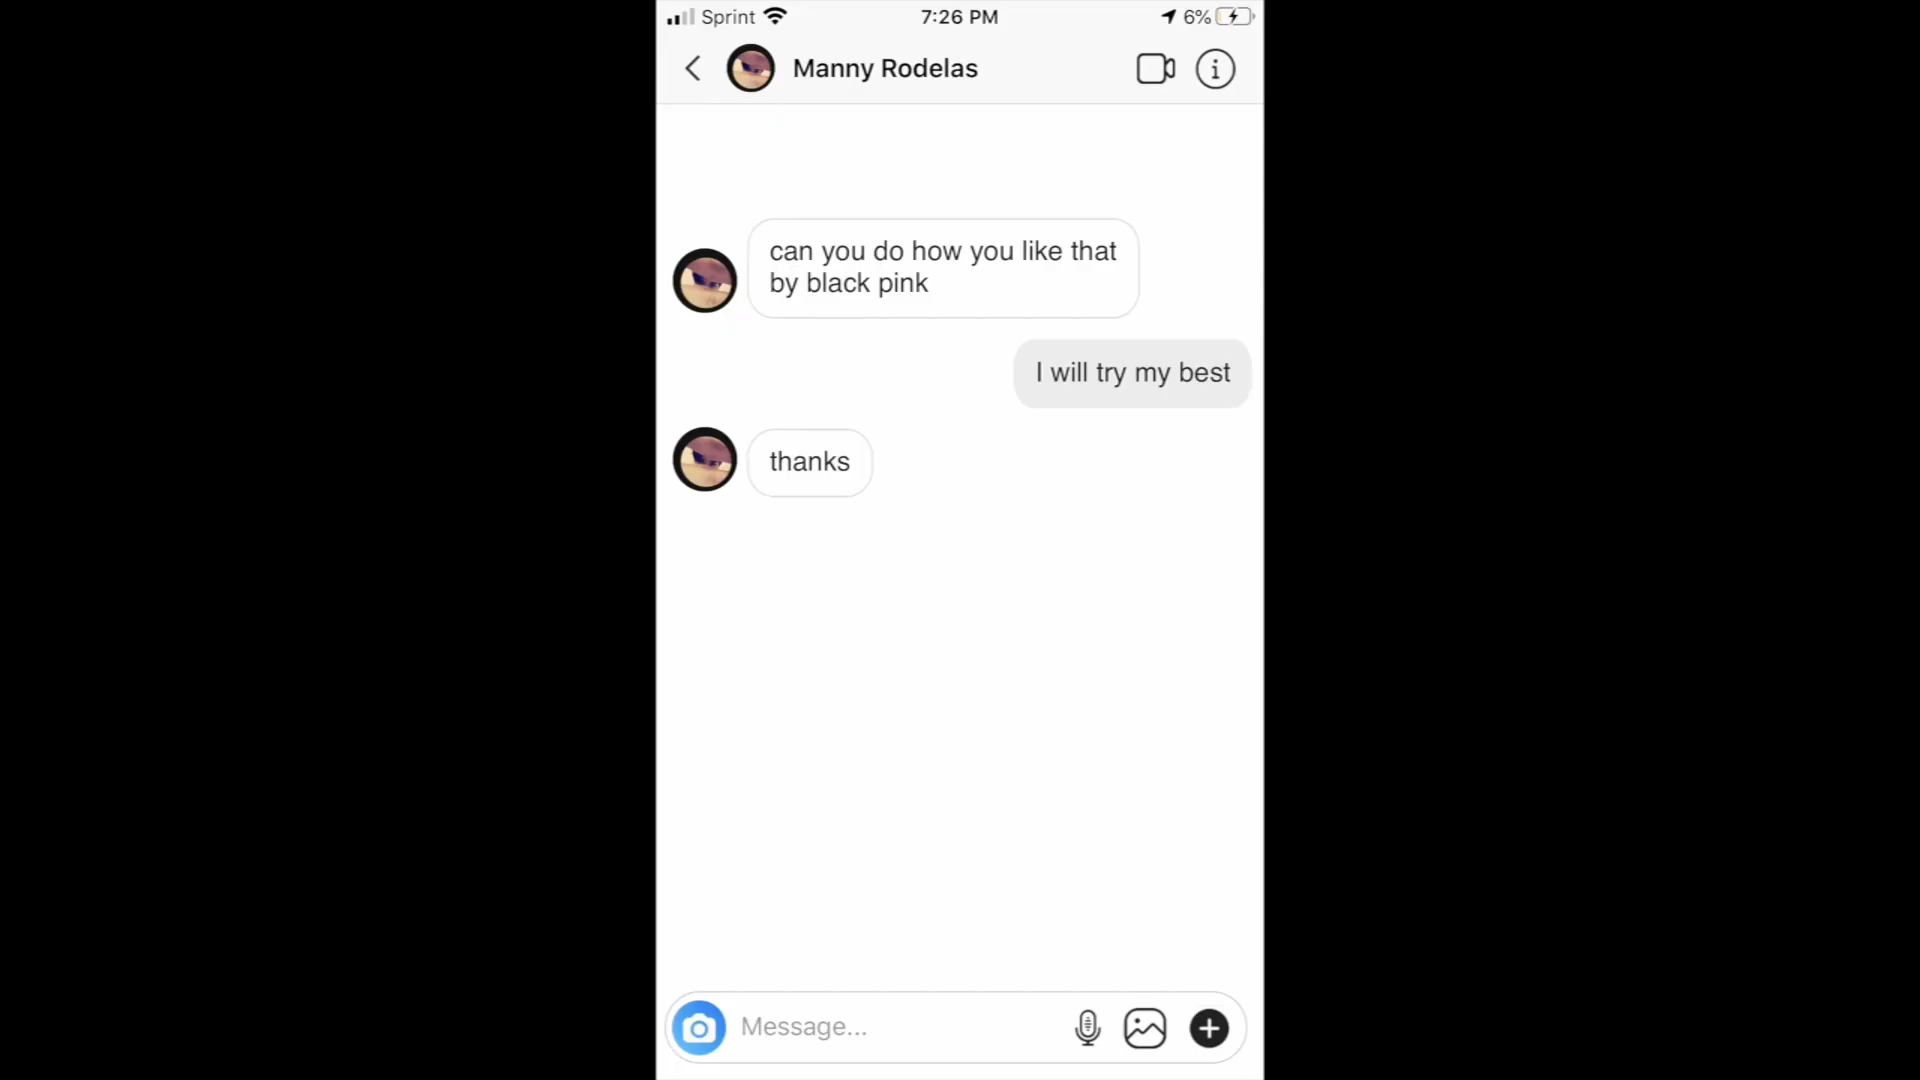 Sprint 7:26 PM 6%
Manny Rodelas
can you do how you like that
by black pink
I will try my best
thanks
Message...